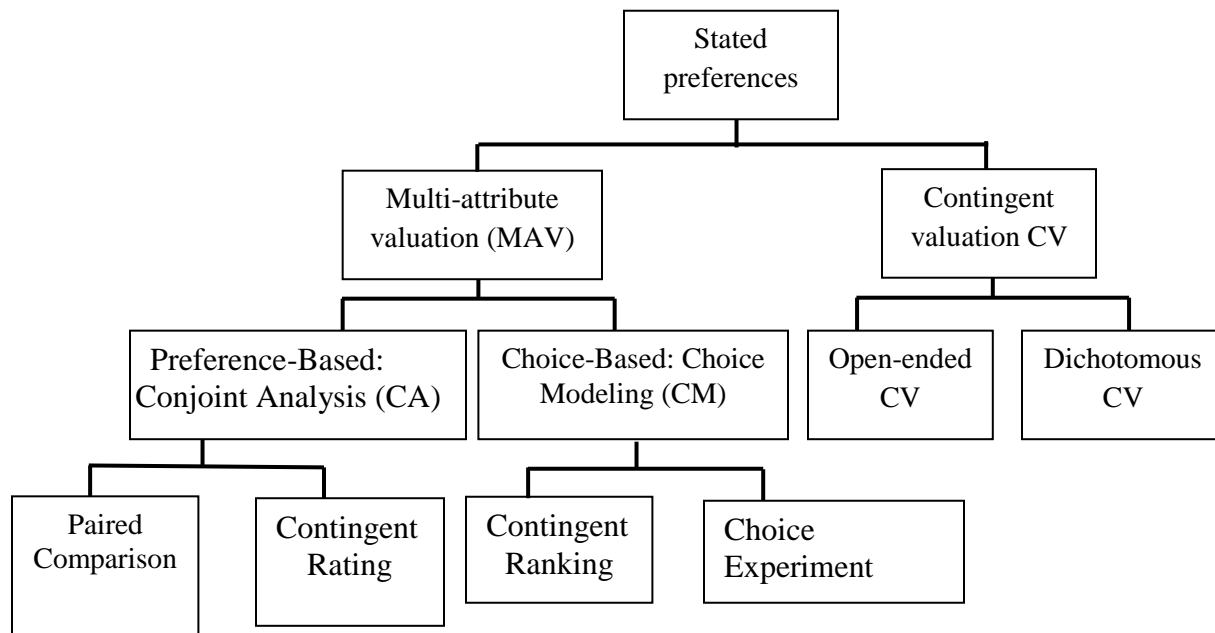 Stated
preferences
Multi-attribute
valuation (MAV)
Contingent
valuation CV
Preference-Based:
Conjoint Analysis (CA)
Choice-Based: Choice
Modeling (CM)
Open-ended
CV
Dichotomous
CV
Paired
Comparison
Contingent
Rating
Contingent
Ranking
Choice
Experiment